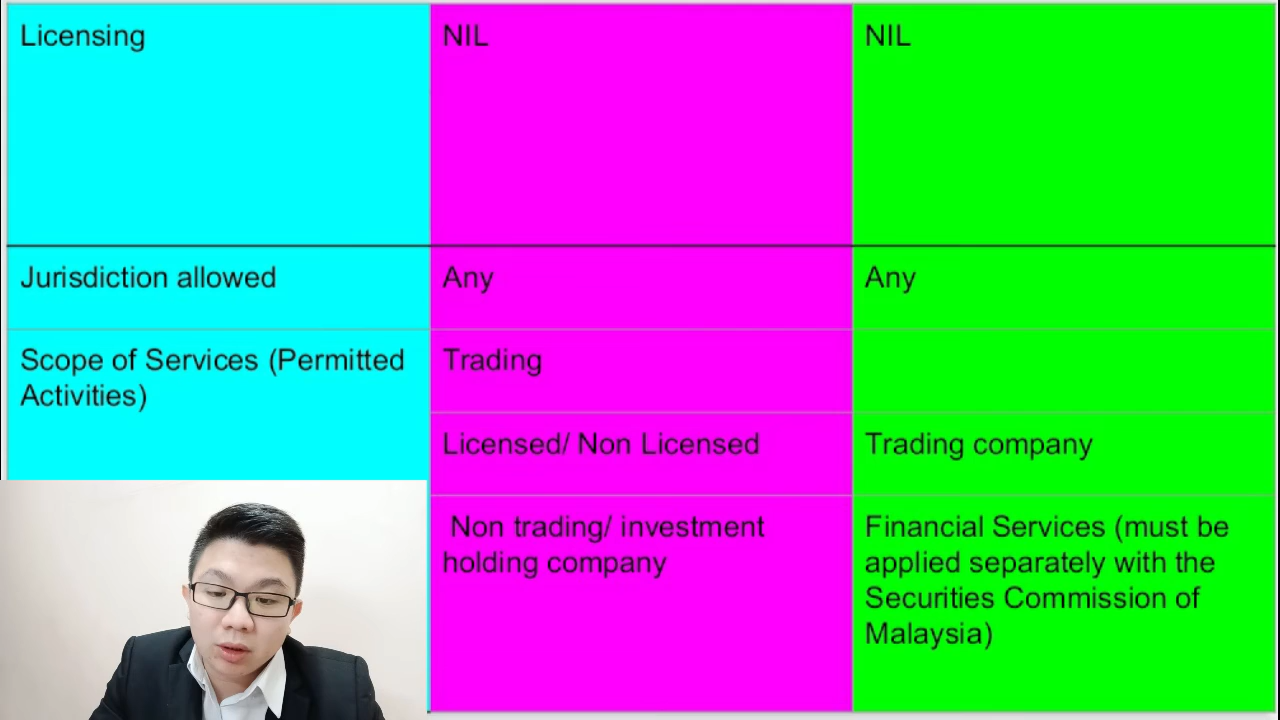 Licensing
NIL
NIL
Jurisdiction allowed
Any
Any
Scope of Services (Permitted
Activities)
Trading
Licensed/ Non Licensed
Trading company
Non trading/ investment
holding company
Financial Services (must be
applied separately with the
Securities Commission of
Malaysia)